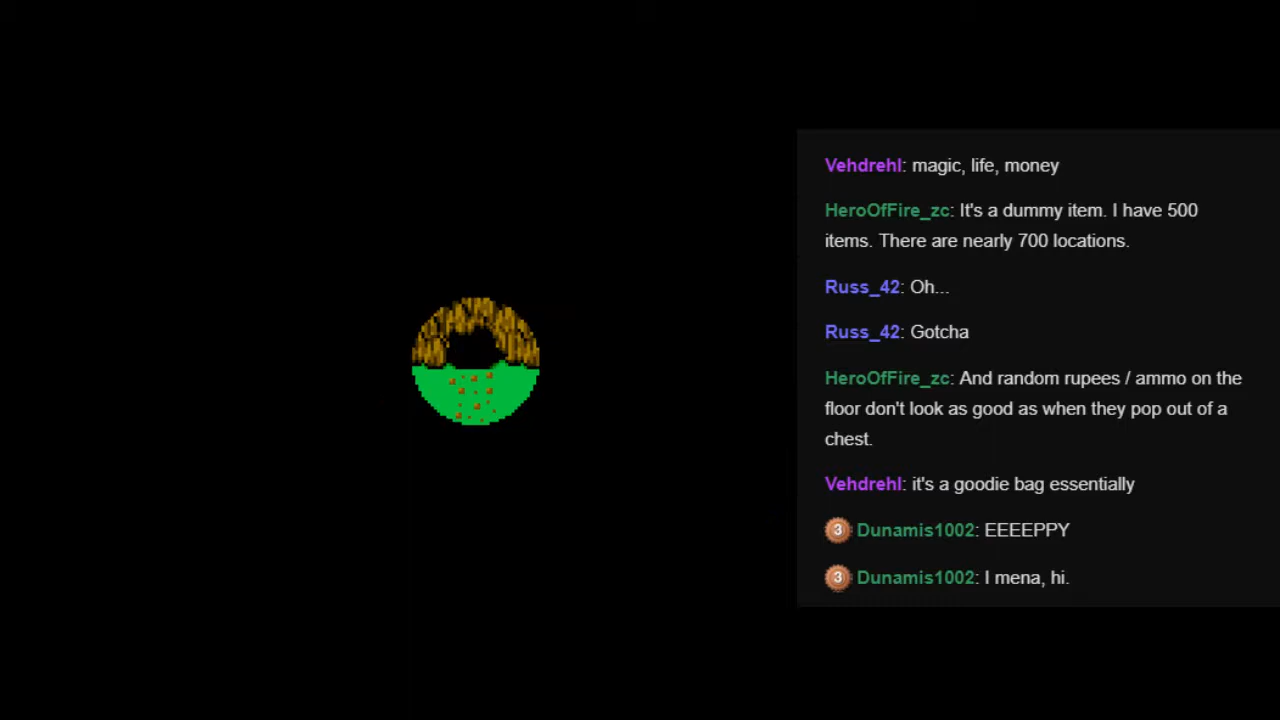 Vehdrehl: magic, life, money
HeroOfFire_zc: It's a dummy item. I have 500
items. There are nearly 700 locations.
Russ_42: Oh...
Russ_42: Gotcha
HeroOfFire_zc: And random rupees / ammo on the
floor don't look as good as when they pop out of a
chest.
Vehdrehl: it's a goodie bag essentially
3 Dunamis1002: EEEEPPY
3 Dunamis1002: I mena, hi.